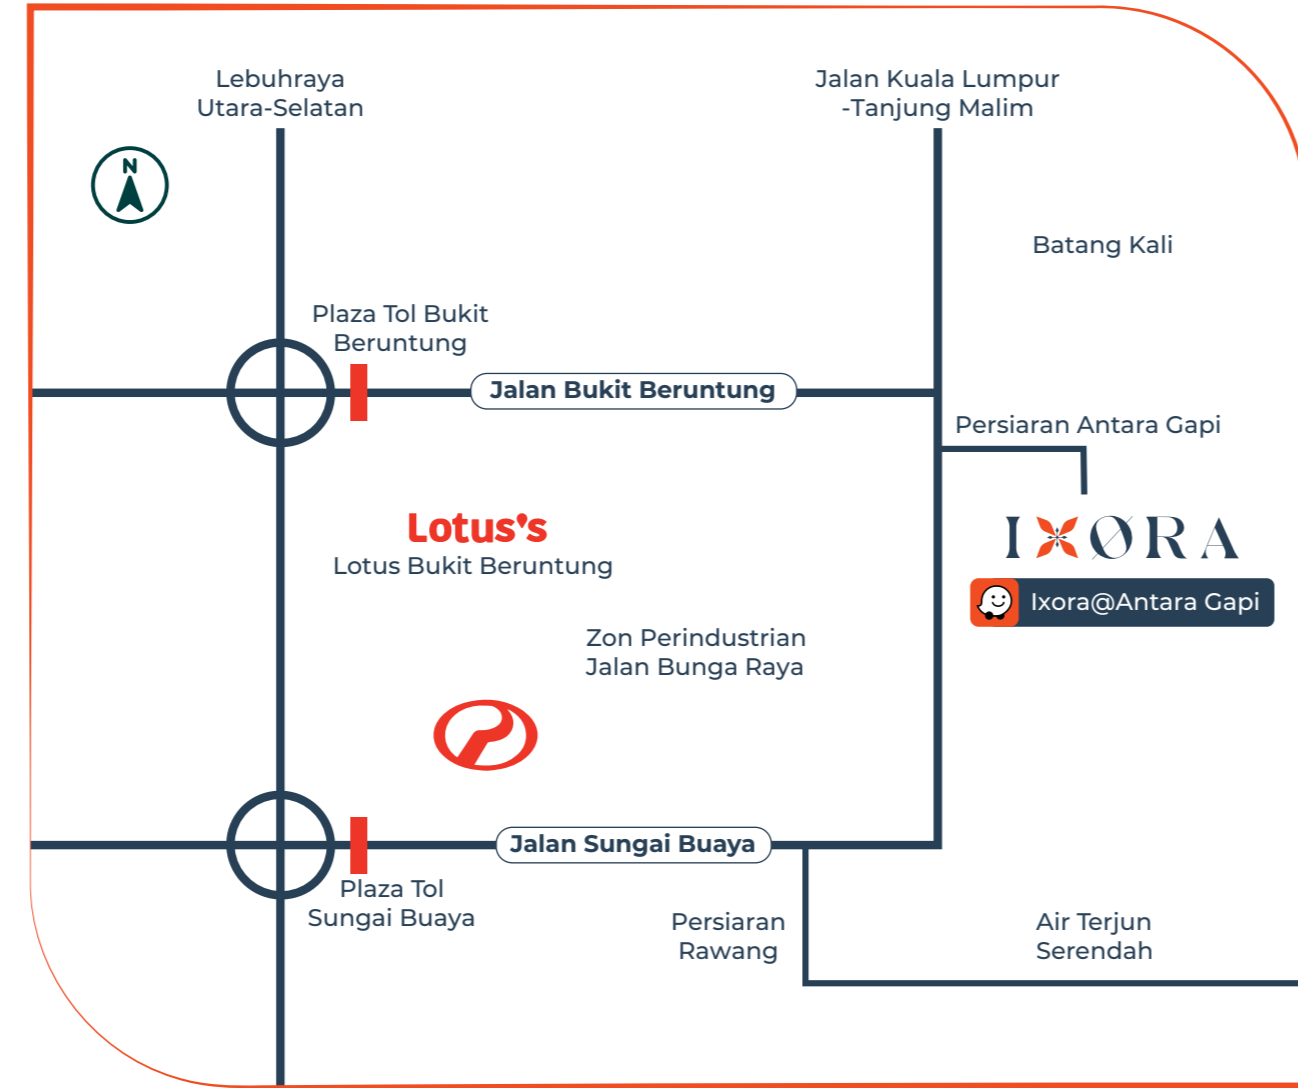 Lebuhraya
Utara-Selatan
Jalan Kuala Lumpur
-Tanjung Malim
N
Batang Kali
Plaza Tol Bukit
Beruntung
Jalan Bukit Beruntung
Persiaran Antara Gapi
Lotus's
Lotus Bukit Beruntung
IXØRA
Ixora@Antara Gapi
Zon Perindustrian
Jalan Bunga Raya
Jalan Sungai Buaya
Plaza Tol
Sungai Buaya
Persiaran
Rawang
Air Terjun
Serendah